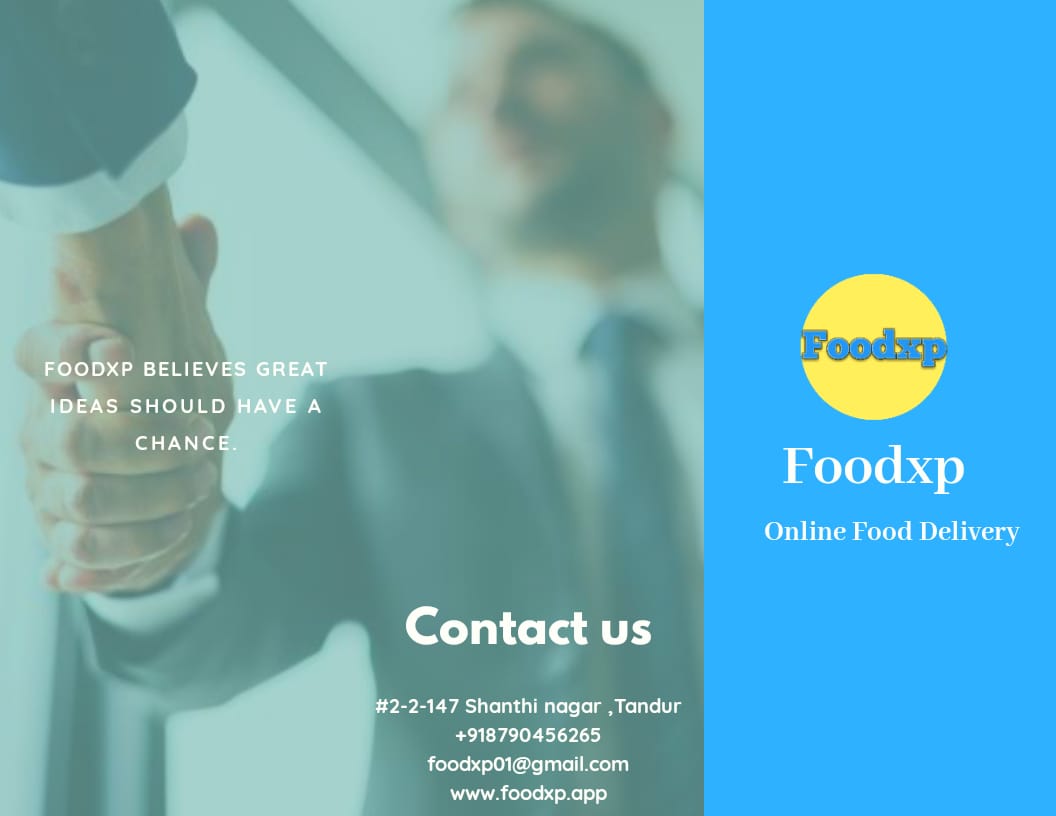 FOODXP BELIEVES GREAT
IDEAS SHOULD HAVE A
CHANCE.
Contact us
#2-2-147 Shanthi nagar ,Tandur
+918790456265
foodxp01@gmail.com
www.foodxp.app
Foodxp
Foodxp
Online Food Delivery